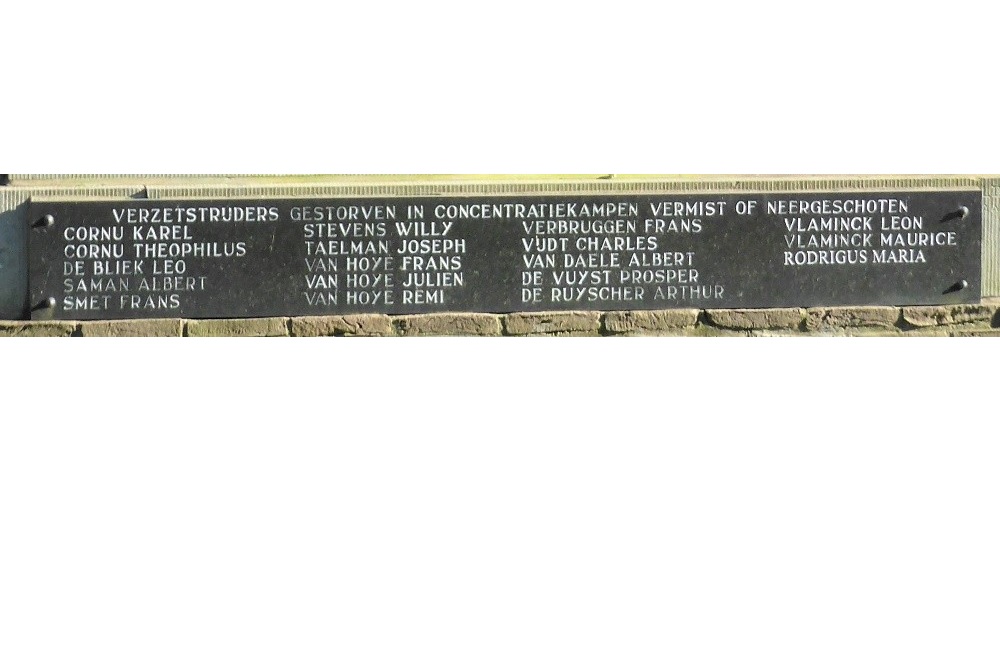 VERZETSTRIJDERS GESTORVEN IN CONCENTRATIEKAMPEN VERMIST OF NEERGESCHOTEN
CORNU KAREL
CORNU THEOPHILUS
DE BLIEK LEO
SAMAN ALBERT
SMET FRANS
STEVENS WILLY
TAELMAN JOSEPH
VAN HOYE FRANS
VAN HOYE JULIEN
VAN HOYE REMI
VERBRUGGEN FRANS
VIJDT CHARLES
VAN DAELE ALBERT
DE VUYST PROSPER
DE RUYSCHER ARTHUR
VLAMINCK LEON
VLAMINCK MAURICE
RODRIGUS MARIA